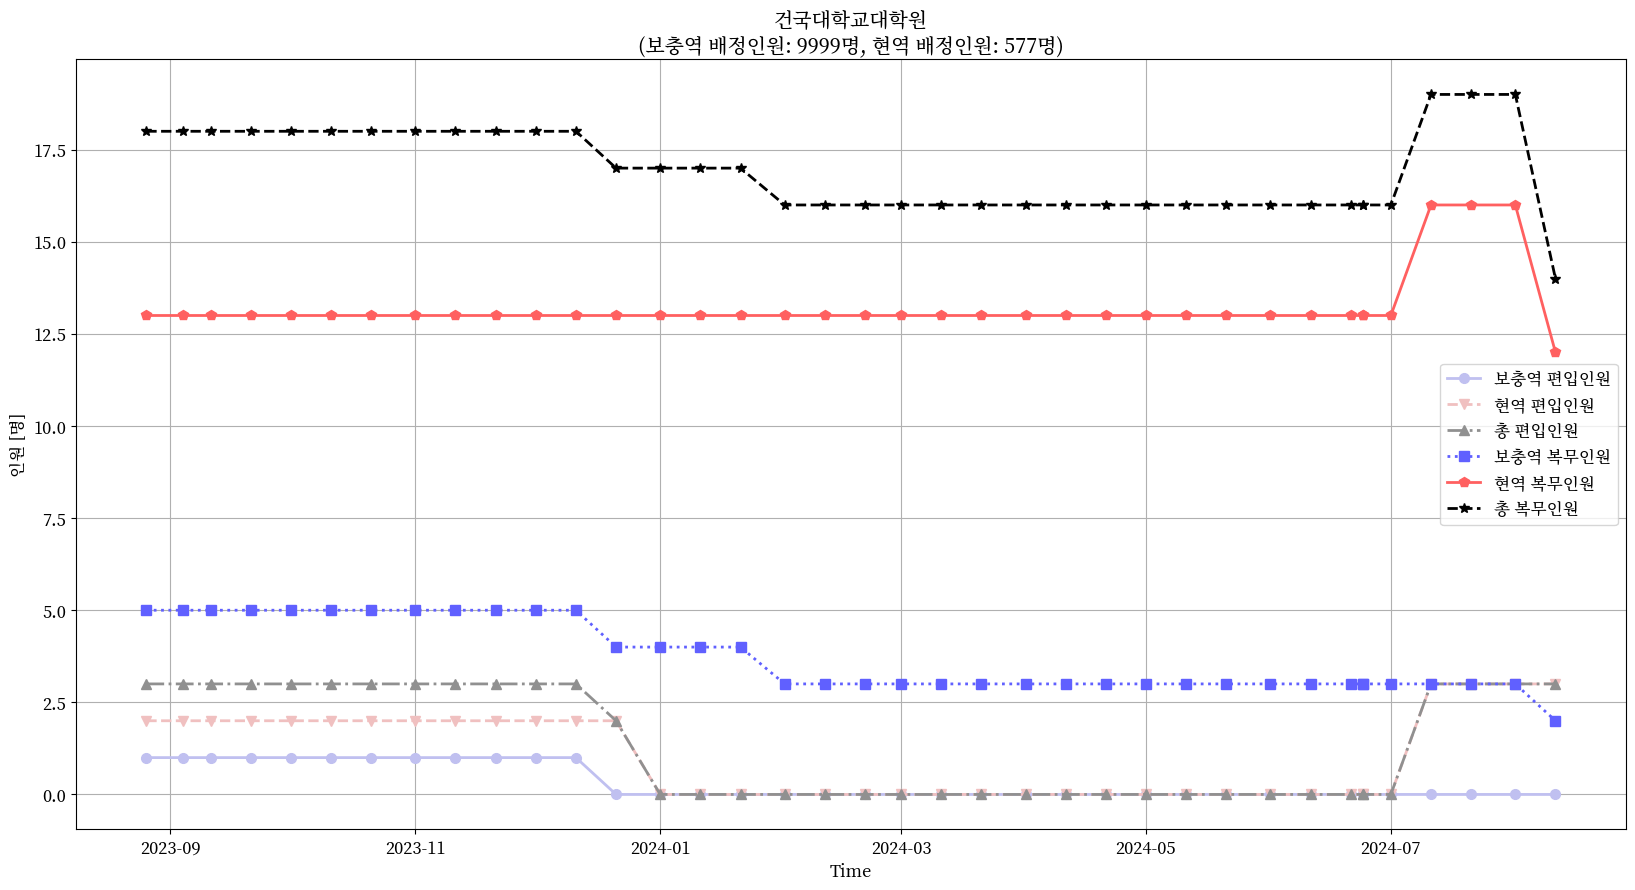 건국대학교대학원
(보충역 배정인원: 9999명, 현역 배정인원: 577명)
17.5
15.0
12.5
10.0
7.5
5.0
2.5
0.0
인원 [명]
보충역 편입인원
현역 편입인원
총 편입인원
보충역 복무인원
현역 복무인원
총 복무인원
2023-09
2023-11
2024-01
2024-03
2024-05
2024-07
Time